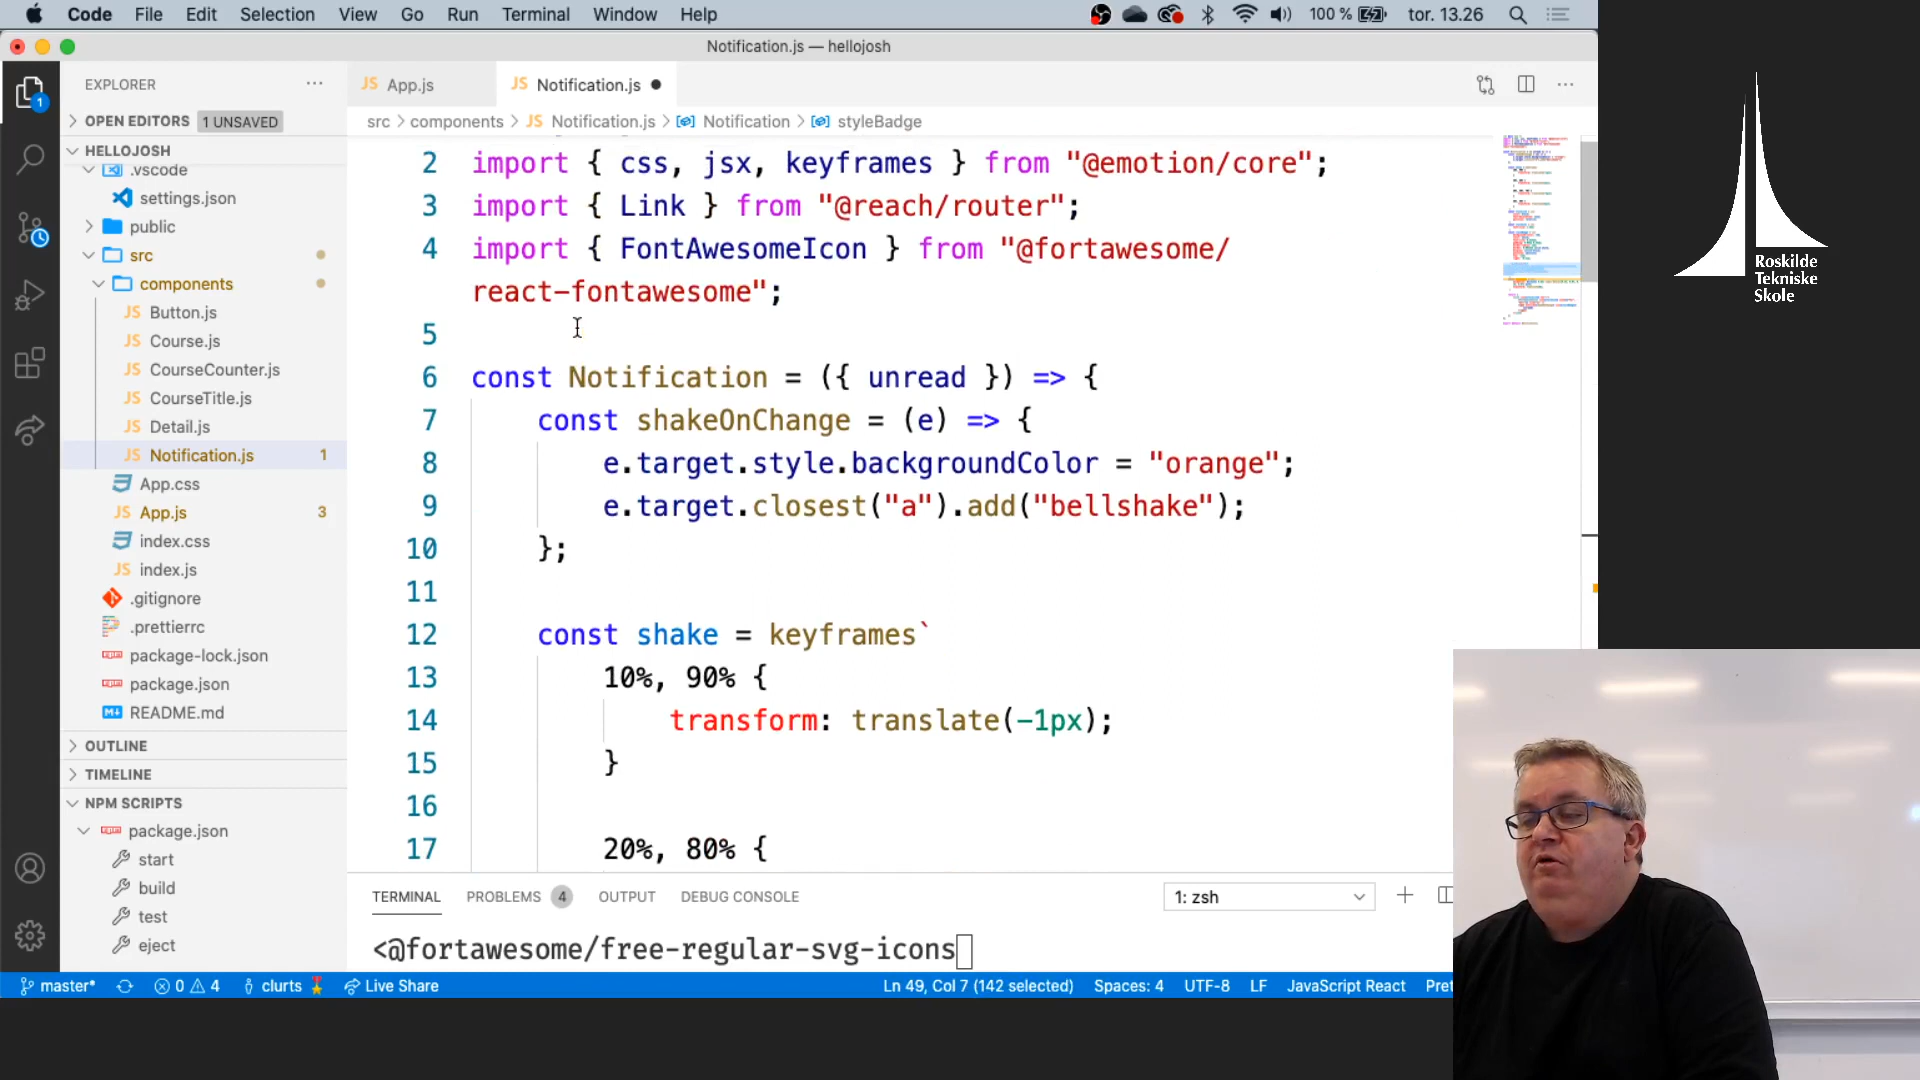 Code File Edit Selection View Go Run Terminal Window Help 100 % tor. 13.26
Notification.js — hellojosh
EXPLORER
OPEN EDITORS 1 UNSAVED
HELLOJOSH
.vscode
settings.json
public
src
components
JS Button.js
JS Course.js
JS CourseCounter.js
JS CourseTitle.js
JS Detail.js
JS Notification.js 1
App.css
JS App.js 3
index.css
JS index.js
.gitignore
.prettierrc
package-lock.json
package.json
README.md
OUTLINE
TIMELINE
NPM SCRIPTS
package.json
start
build
test
eject
JS App.js
JS Notification.js
src > components > JS Notification.js > Notification > styleBadge
2 import { css, jsx, keyframes } from "@emotion/core";
3 import { Link } from "@reach/router";
4 import { FontAwesomeIcon } from "@fortawesome/
react-fontawesome";
5
6 const Notification = ({ unread }) => {
7 const shakeOnChange = (e) => {
8 e.target.style.backgroundColor = "orange";
9 e.target.closest("a").add("bellshake");
10 };
11
12 const shake = keyframes`
13 10%, 90% {
14 transform: translate(-1px);
15 }
16
17 20%, 80% {
TERMINAL PROBLEMS 4 OUTPUT DEBUG CONSOLE 1: zsh
<@fortawesome/free-regular-svg-icons
master* 0 4 clurts Live Share Ln 49, Col 7 (142 selected) Spaces: 4 UTF-8 LF JavaScript React Pret
Roskilde
Tekniske
Skole